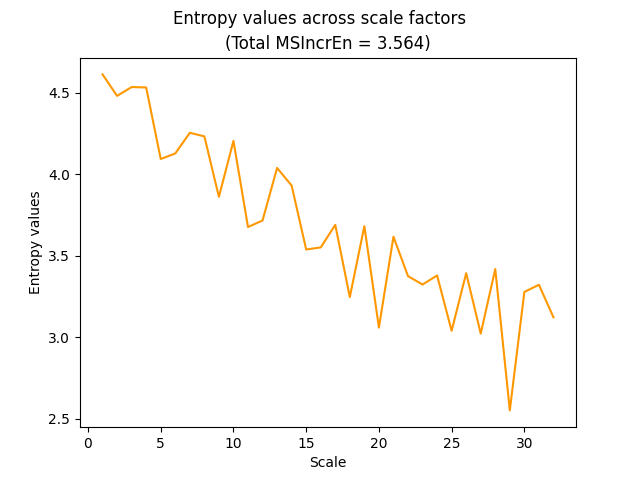 Entropy values across scale factors
(Total MSIncrEn = 3.564)
Entropy values
4.5
4.0
3.5
3.0
2.5
0 5 10 15 20 25 30
Scale